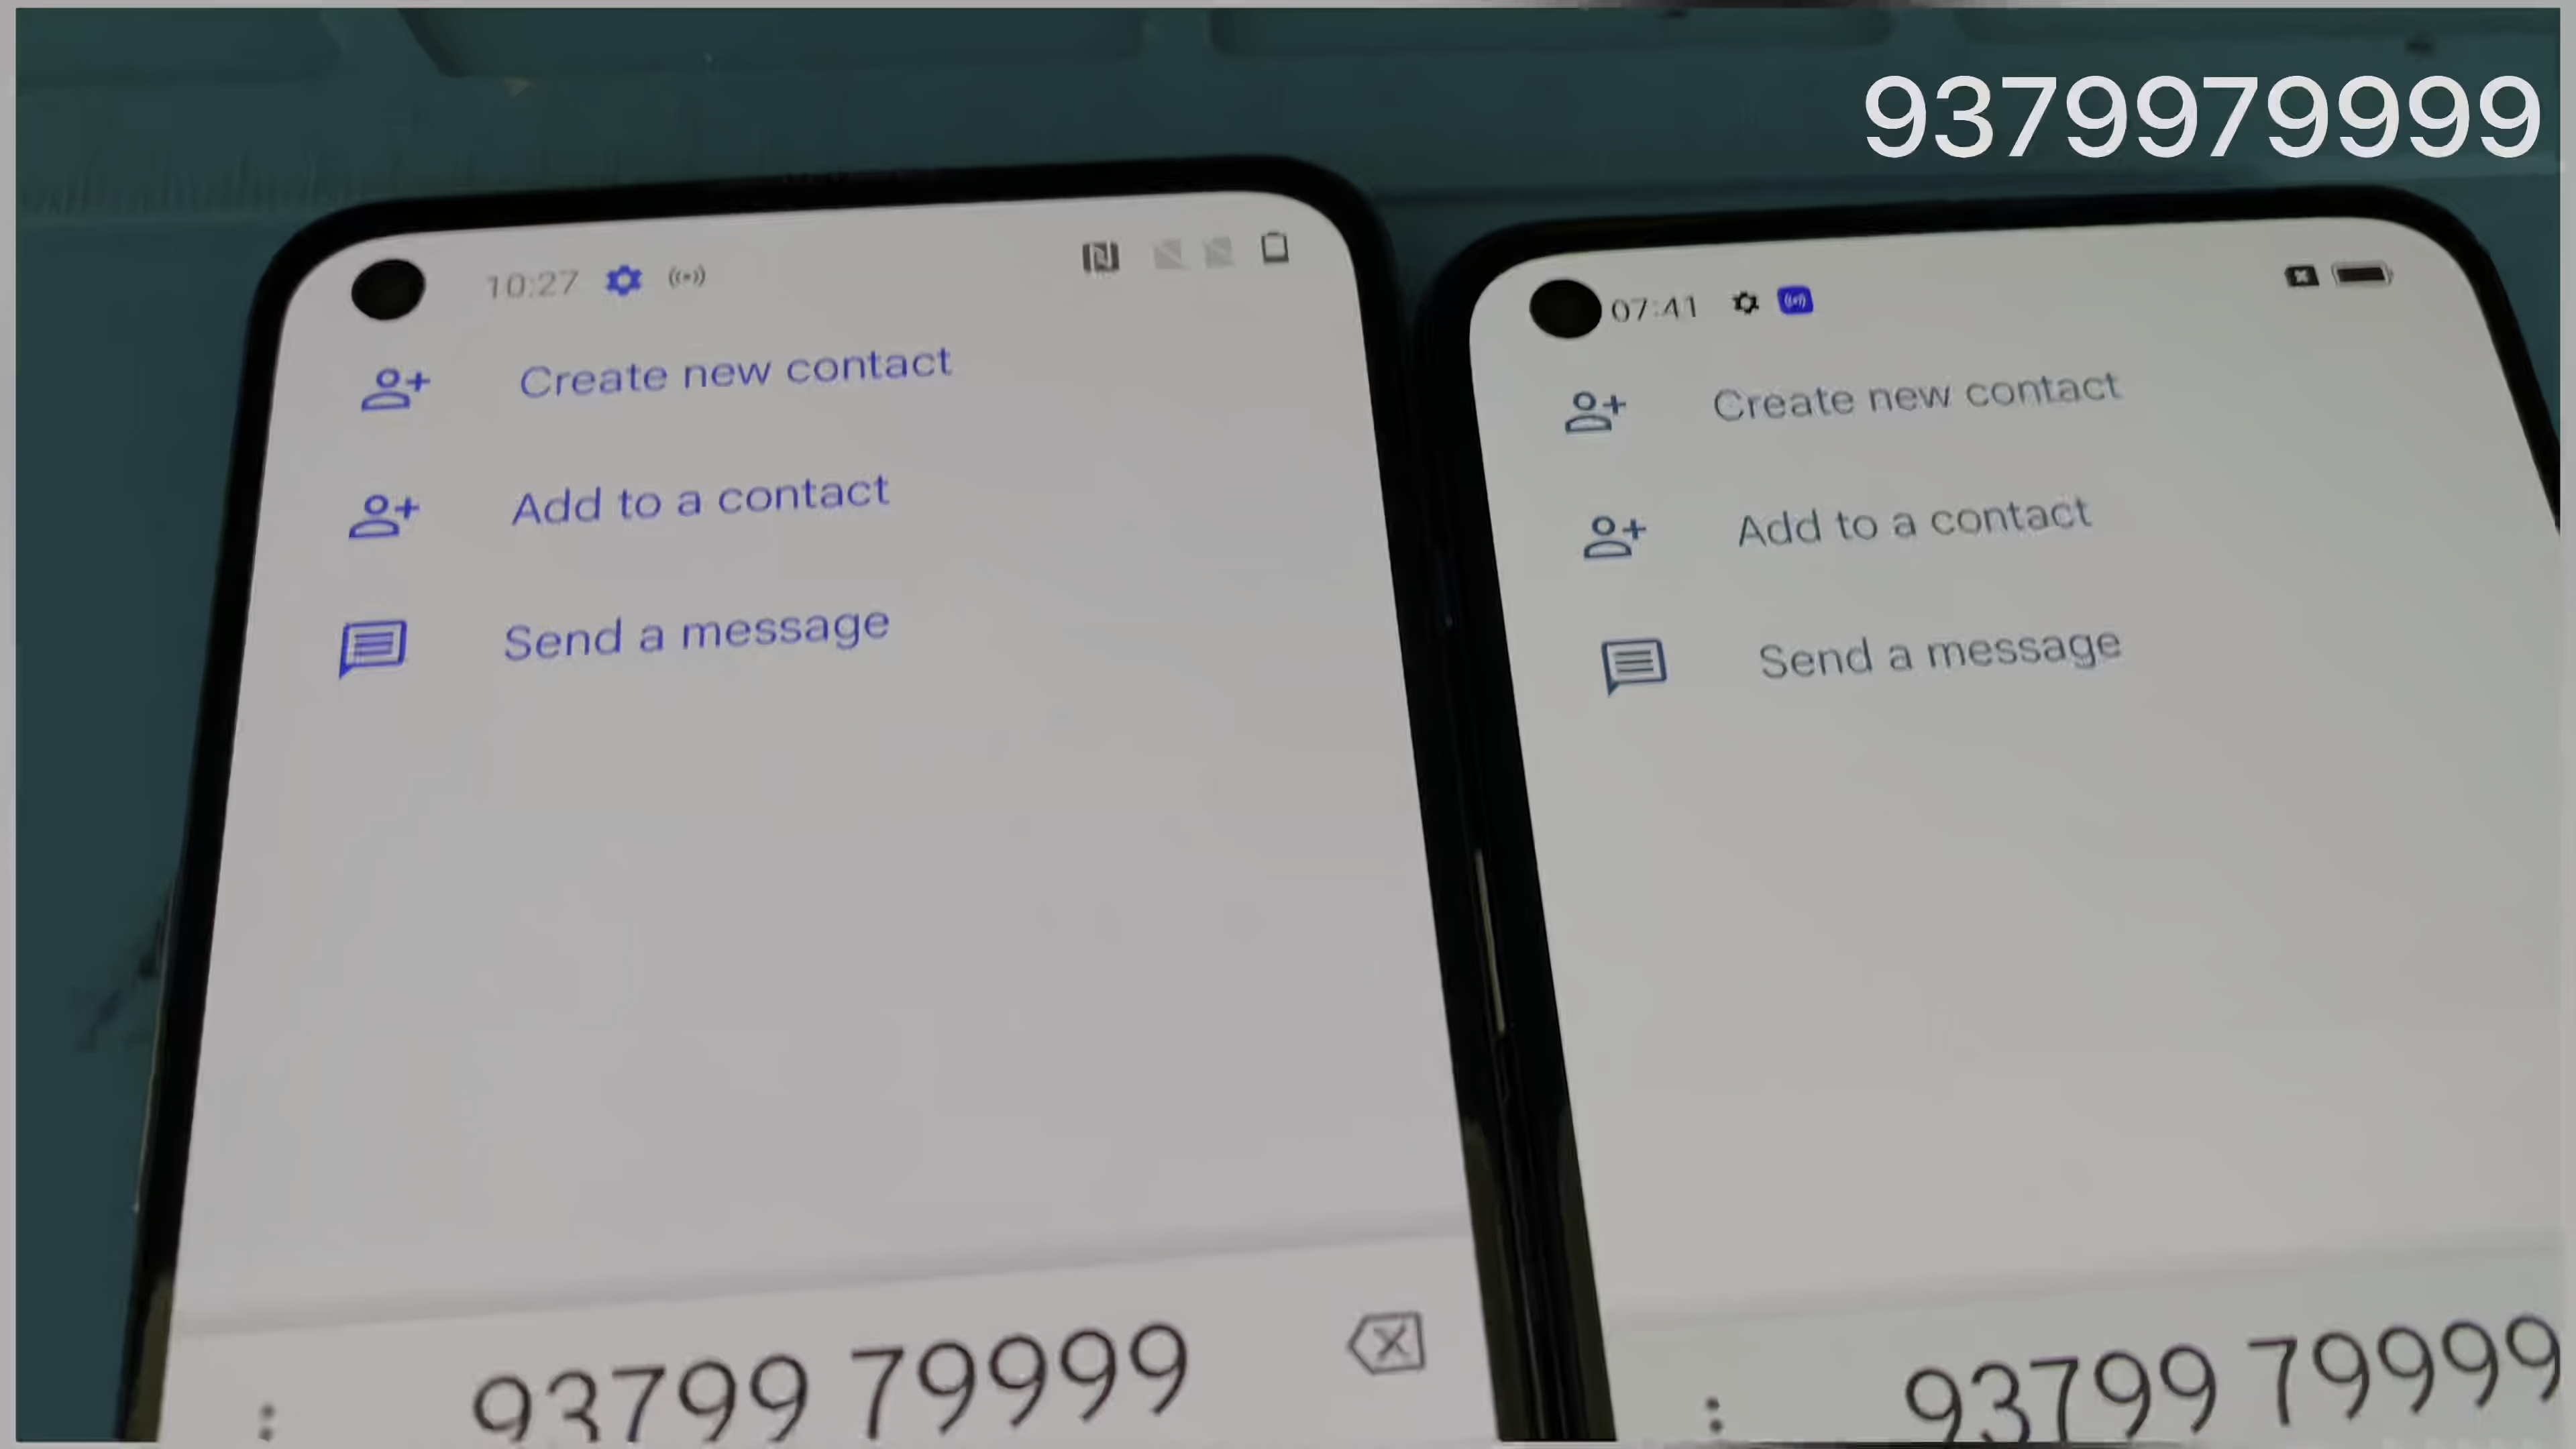 9379979999
10:27
Create new contact
Add to a contact
Send a message
93799 79999
07:41
Create new contact
Add to a contact
Send a message
93799 79999